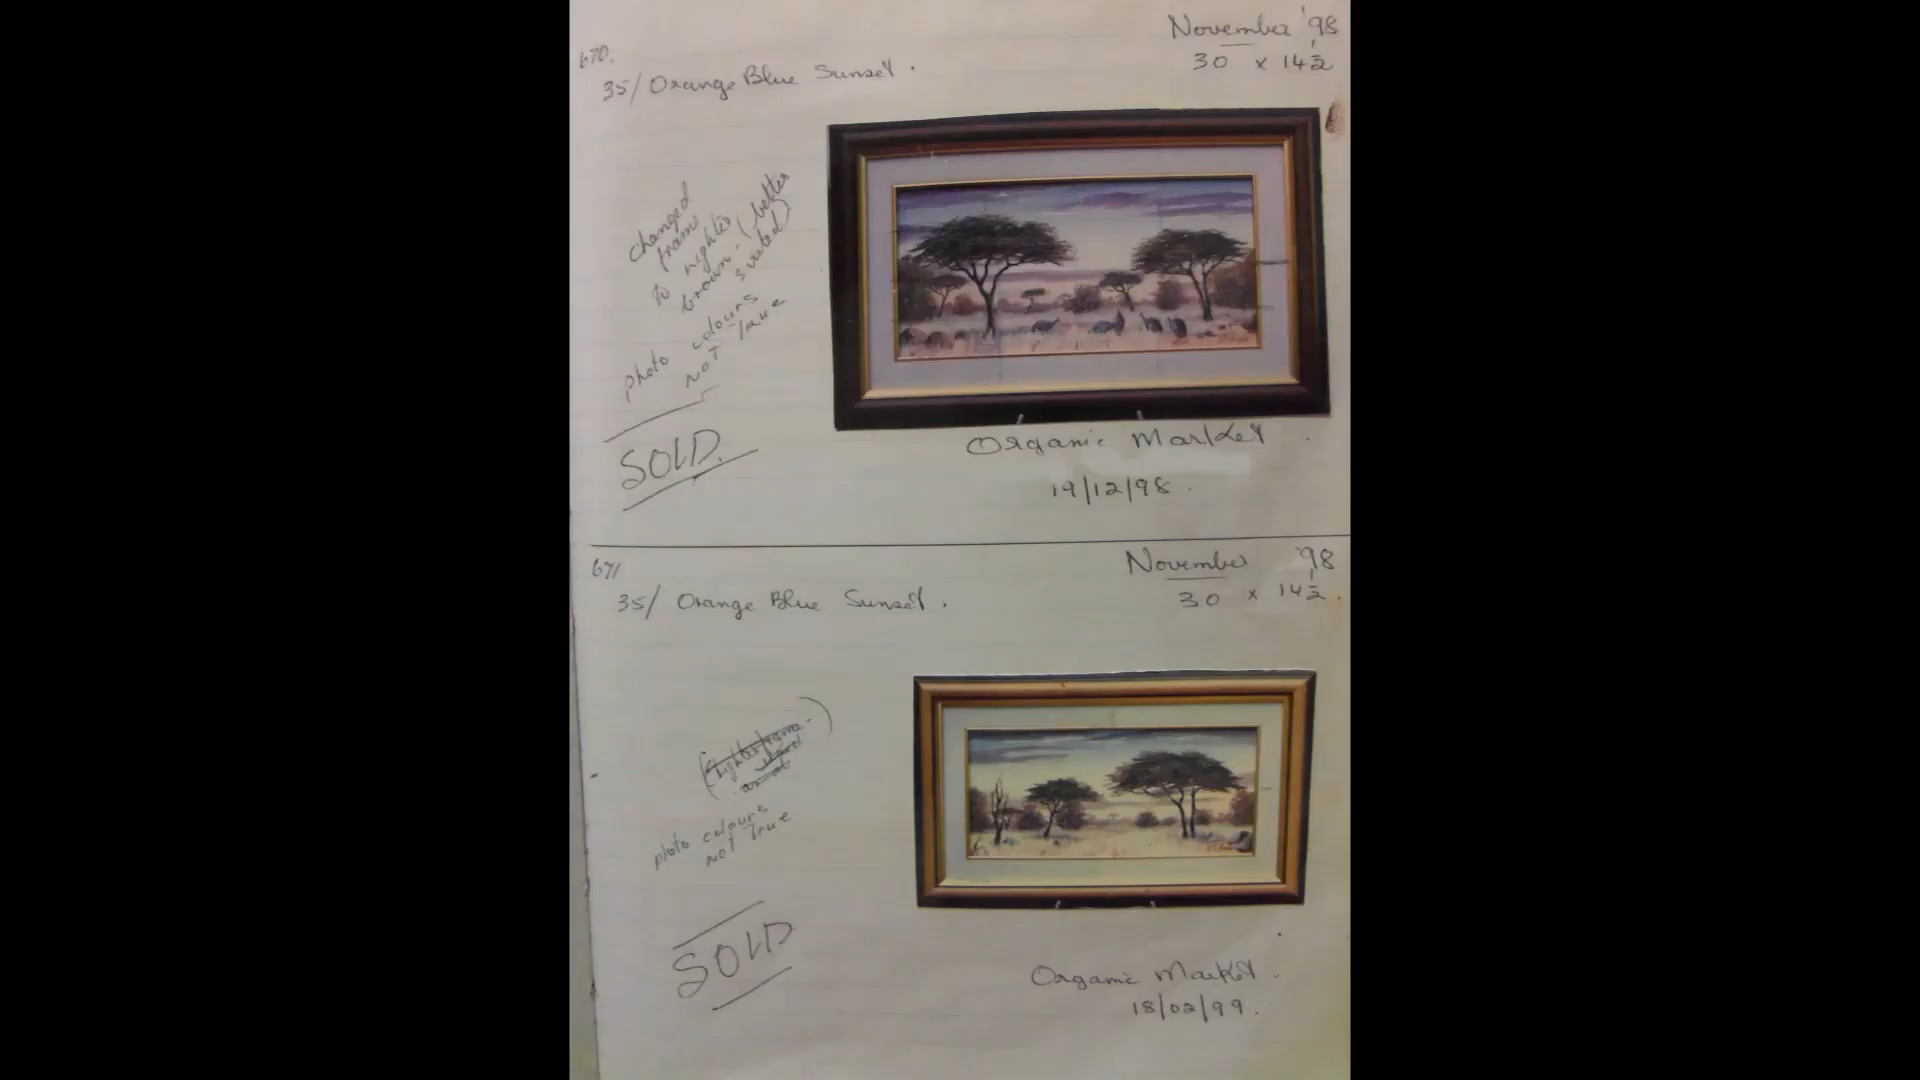 November '98
670.
30 x 14½
35/ Orange Blue Sunset.
changed
frame
to lighter
brown. (better
suited)
photo colours
not true
SOLD.
Organic Market
19/12/98.
671
November '98
30 x 14½.
35/ Orange Blue Sunset.
(lighter frame.)
photo colours
not true
SOLD
Organic Market.
18/02/99.